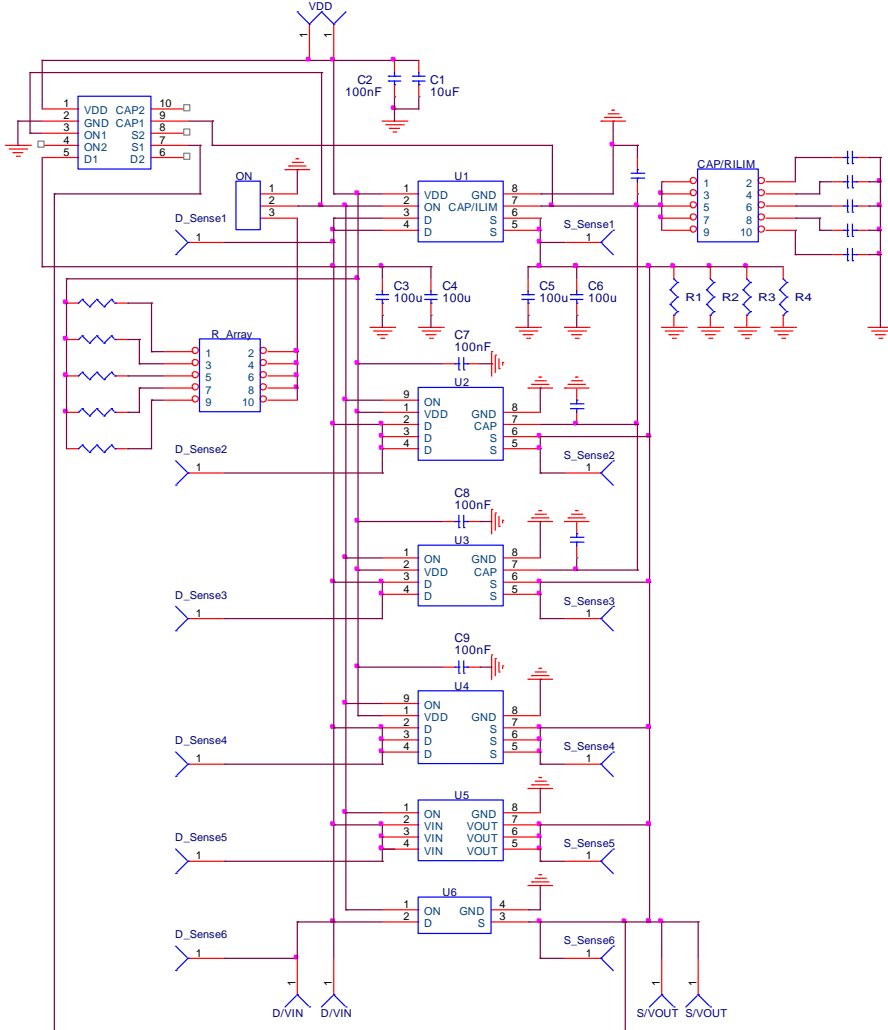 VDD
1 1
C2
100nF
C1
10uF
1 VDD CAP2 10
2 GND CAP1 9
3 ON1 S2 8
4 ON2 S1 7
5 D1 D2 6
ON
1
2
3
U1
1 VDD GND 8
2 ON CAP/ILIM 7
3 D S 6
4 D S 5
CAP/RILIM
1 2
3 4
5 6
7 8
9 10
D_Sense1
1
S_Sense1
1
C3
100u
C4
100u
C5
100u
C6
100u
R1 R2 R3 R4
R_Array
1 2
3 4
5 6
7 8
9 10
C7
100nF
U2
9 ON
1 VDD GND 8
2 D CAP 7
3 D S 6
4 D S 5
D_Sense2
1
S_Sense2
1
C8
100nF
U3
1 ON GND 8
2 VDD CAP 7
3 D S 6
4 D S 5
D_Sense3
1
S_Sense3
1
C9
100nF
U4
9 ON
1 VDD GND 8
2 D S 7
3 D S 6
4 D S 5
D_Sense4
1
S_Sense4
1
U5
1 ON GND 8
2 VIN VOUT 7
3 VIN VOUT 6
4 VIN VOUT 5
D_Sense5
1
S_Sense5
1
U6
1 ON GND 4
2 D S 3
D_Sense6
1
S_Sense6
1
1 1 1 1
D/VIN D/VIN S/VOUT S/VOUT